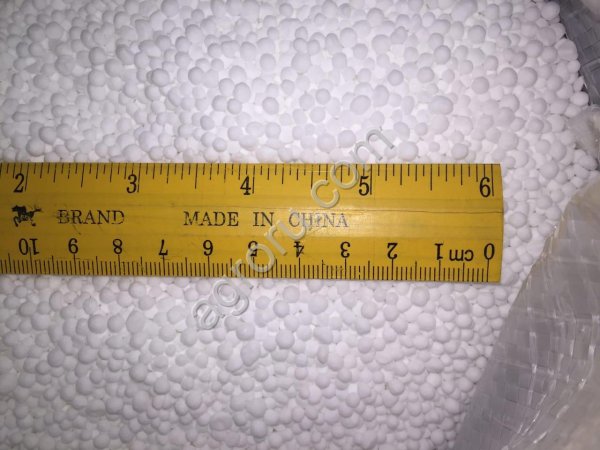 2 3 4 5 6
BRAND MADE IN CHINA
10 9 8 7 6 5 4 3 2 1 cm 0
agroru.com